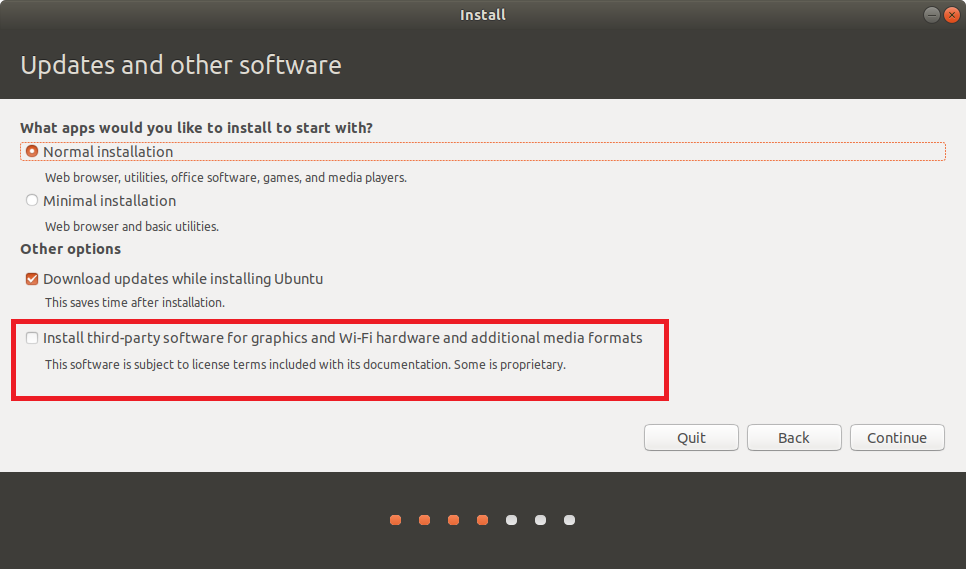 Install
Updates and other software
What apps would you like to install to start with?
Normal installation
Web browser, utilities, office software, games, and media players.
Minimal installation
Web browser and basic utilities.
Other options
Download updates while installing Ubuntu
This saves time after installation.
Install third-party software for graphics and Wi-Fi hardware and additional media formats
This software is subject to license terms included with its documentation. Some is proprietary.
Quit Back Continue